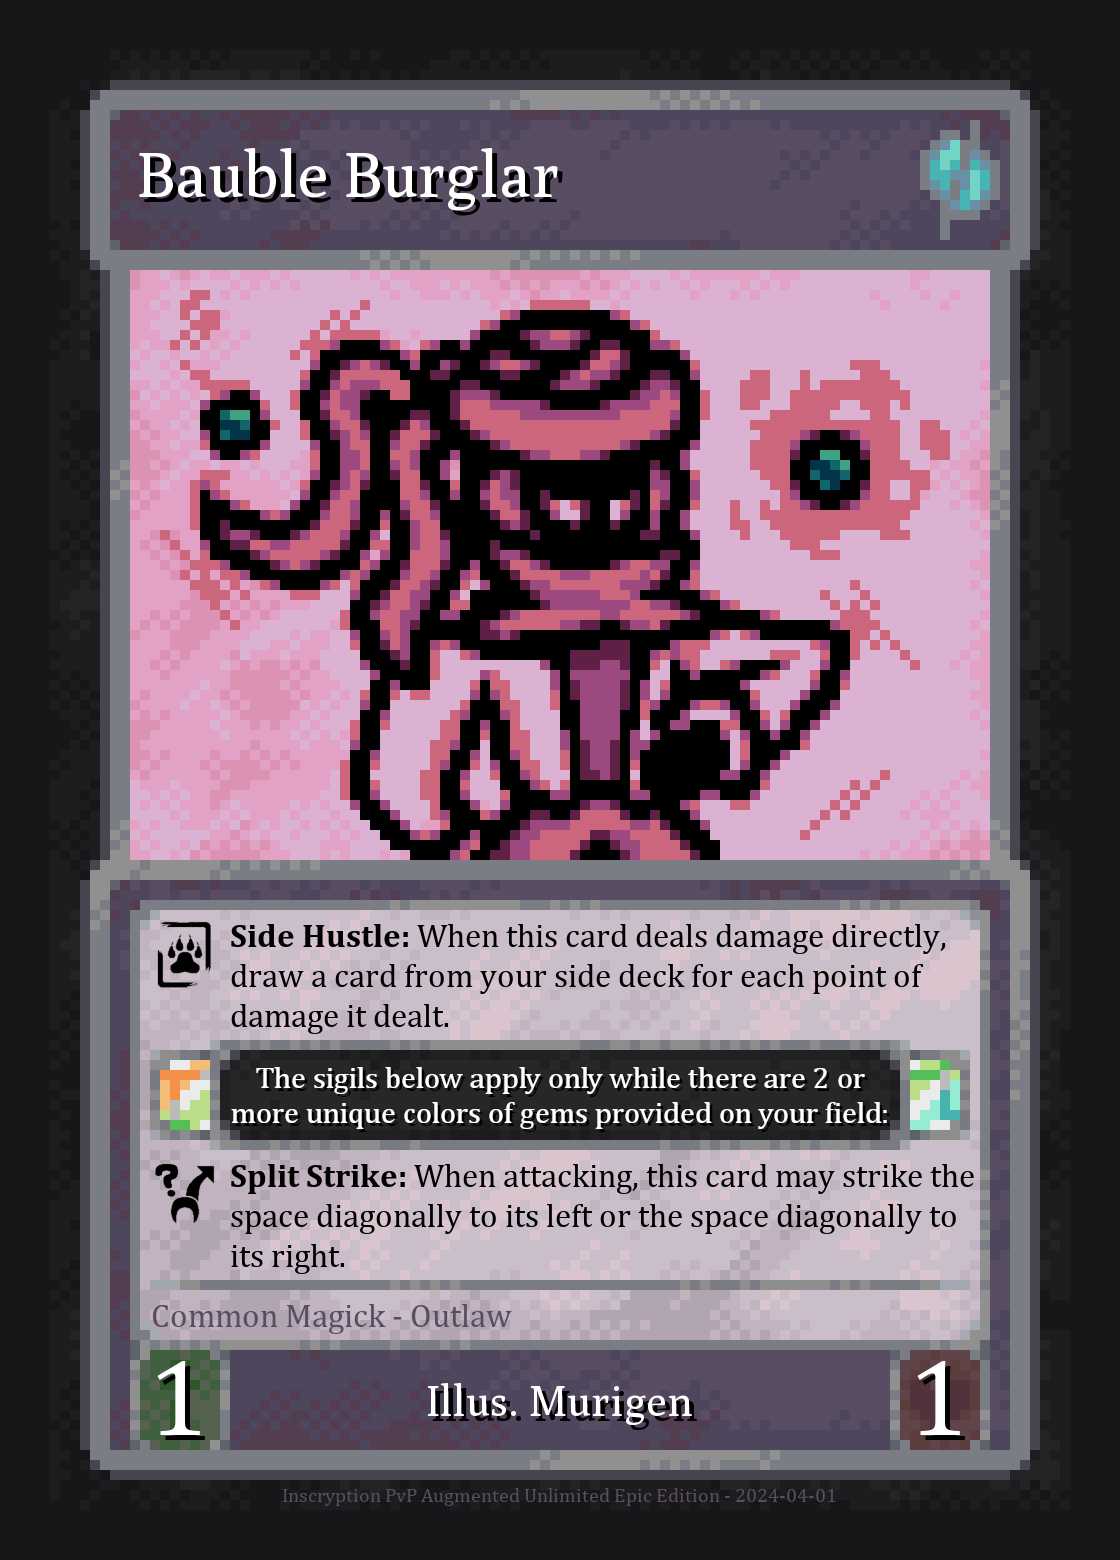 Bauble Burglar
Side Hustle: When this card deals damage directly,
draw a card from your side deck for each point of
damage it dealt.
The sigils below apply only while there are 2 or
more unique colors of gems provided on your field:
Split Strike: When attacking, this card may strike the
space diagonally to its left or the space diagonally to
its right.
Common Magick - Outlaw
1
Illus. Murigen
1
Inscryption PvP Augmented Unlimited Epic Edition - 2024-04-01